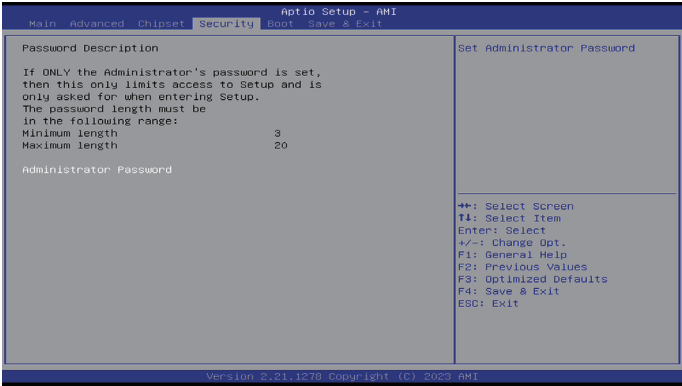 Aptio Setup - AMI
Main Advanced Chipset Security Boot Save & Exit
Password Description
If ONLY the Administrator's password is set,
then this only limits access to Setup and is
only asked for when entering Setup.
The password length must be
in the following range:
Minimum length 3
Maximum length 20
Administrator Password
Set Administrator Password
→←: Select Screen
↑↓: Select Item
Enter: Select
+/-: Change Opt.
F1: General Help
F2: Previous Values
F3: Optimized Defaults
F4: Save & Exit
ESC: Exit
Version 2.21.1278 Copyright (C) 2023 AMI